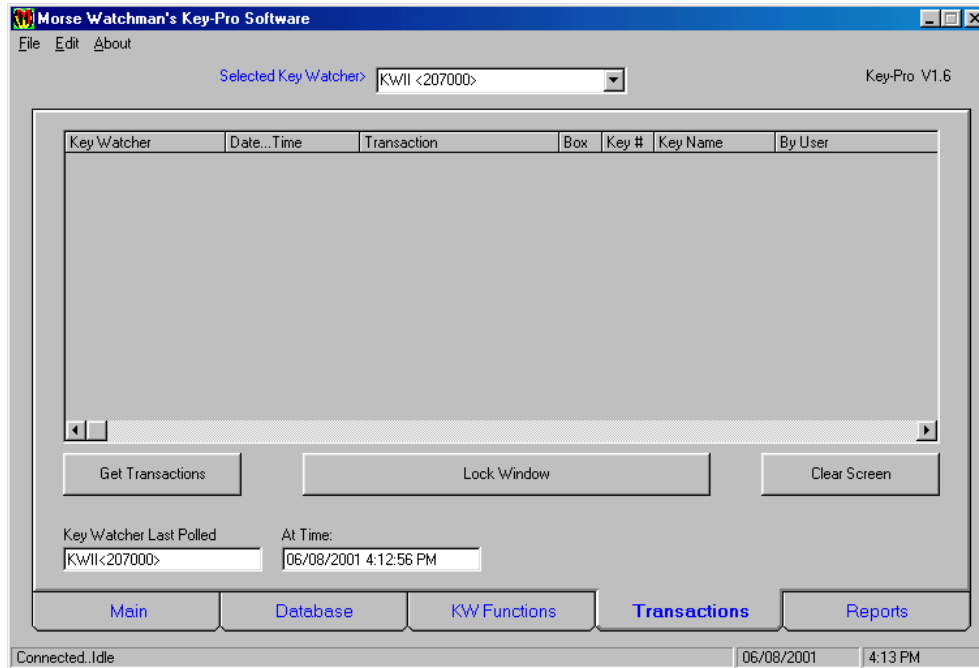 Morse Watchman's Key-Pro Software
File Edit About
Selected Key Watcher> KWII <207000> Key-Pro V1.6
Key Watcher Date...Time Transaction Box Key # Key Name By User
Get Transactions Lock Window Clear Screen
Key Watcher Last Polled At Time:
KWII<207000> 06/08/2001 4:12:56 PM
Main Database KW Functions Transactions Reports
Connected..Idle 06/08/2001 4:13 PM